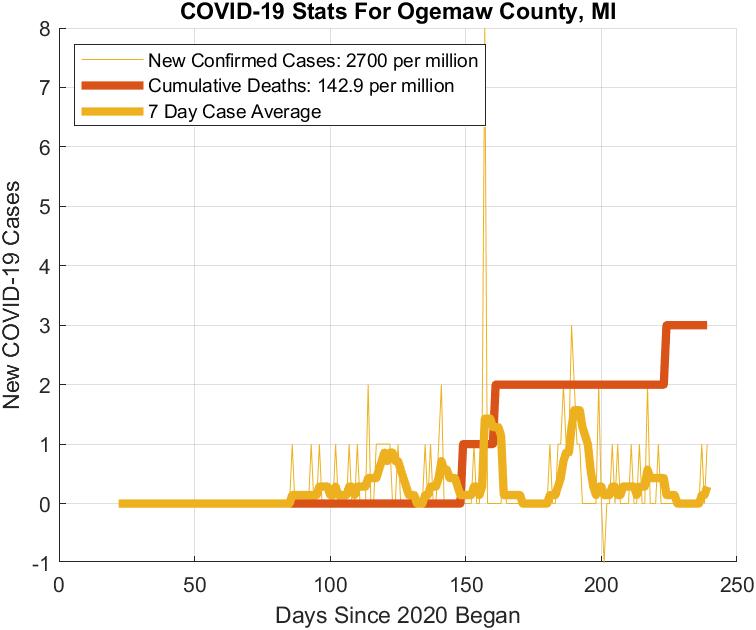 COVID-19 Stats For Ogemaw County, MI
8
7
6
5
4
3
2
1
0
-1
New COVID-19 Cases
New Confirmed Cases: 2700 per million
Cumulative Deaths: 142.9 per million
7 Day Case Average
0 50 100 150 200 250
Days Since 2020 Began